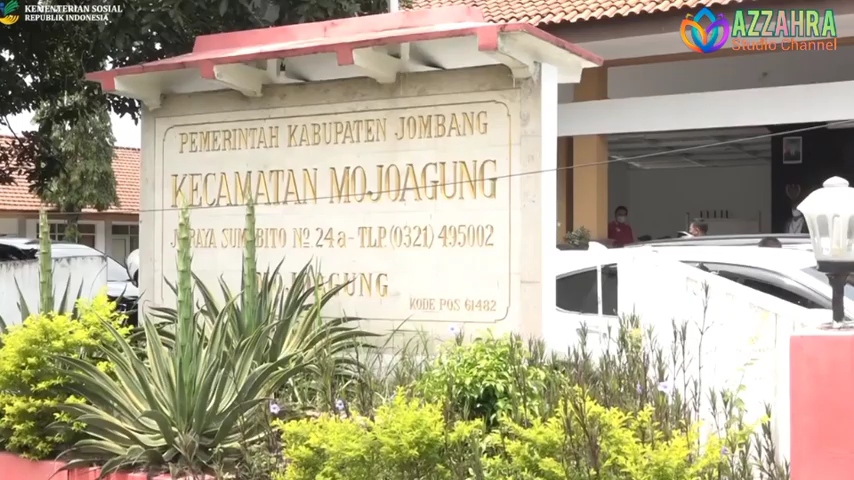 KEMENTERIAN SOSIAL
REPUBLIK INDONESIA
AZZAHRA
Studio Channel
PEMERINTAH KABUPATEN JOMBANG
KECAMATAN MOJOAGUNG
RAYA Nº 24a - TLP. (0321) 495002
KODE POS 61482